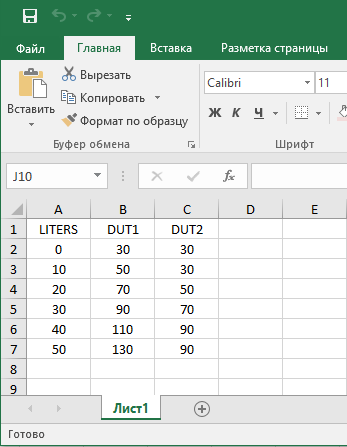 Файл Главная Вставка Разметка страницы
Вставить
Вырезать
Копировать
Формат по образцу
Буфер обмена
Calibri 11
Ж К Ч
Шрифт
J10 fx
A B C D E
1 LITERS DUT1 DUT2
2 0 30 30
3 10 50 30
4 20 70 50
5 30 90 70
6 40 110 90
7 50 130 90
8
9
Лист1
Готово